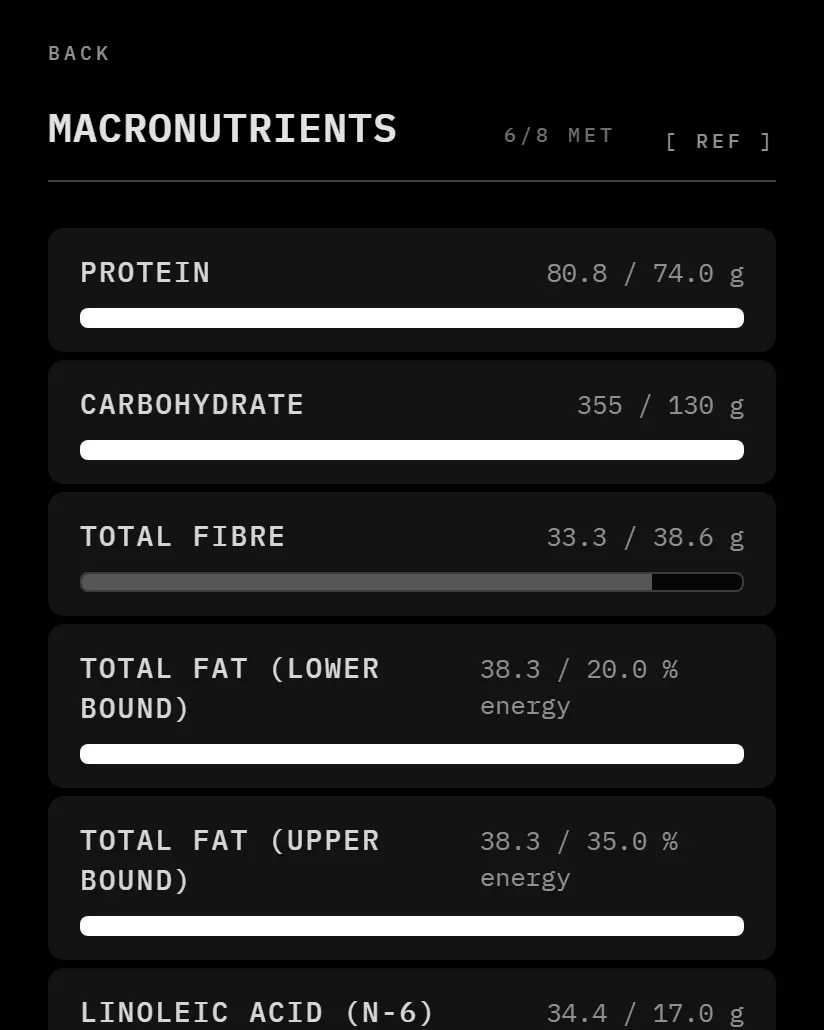 BACK
MACRONUTRIENTS 6/8 MET [ REF ]
PROTEIN 80.8 / 74.0 g
CARBOHYDRATE 355 / 130 g
TOTAL FIBRE 33.3 / 38.6 g
TOTAL FAT (LOWER 38.3 / 20.0 %
BOUND) energy
TOTAL FAT (UPPER 38.3 / 35.0 %
BOUND) energy
LINOLEIC ACID (N-6) 34.4 / 17.0 g